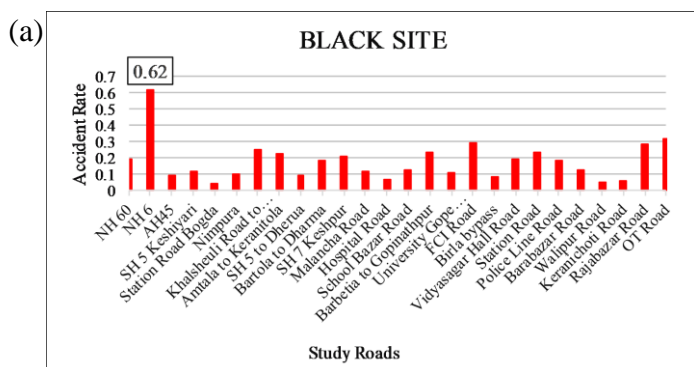 (a)
BLACK SITE
0.62
Accident Rate
0.7
0.6
0.5
0.4
0.3
0.2
0.1
0
NH 60
NH 6
AH45
SH 5 Keshiyari
Station Road Bogda
Nimpura
Khalsheuli Road to…
Amtala to Keranitola
SH 5 to Dherua
Bartola to Dharma
SH 7 Keshpur
Malancha Road
Hospital Road
School Bazar Road
Barbetia to Gopinathpur
University Gope…
FCI Road
Birla bypass
Vidyasagar Hall Road
Station Road
Police Line Road
Barabazar Road
Walipur Road
Keranichoti Road
Rajabazar Road
OT Road
Study Roads